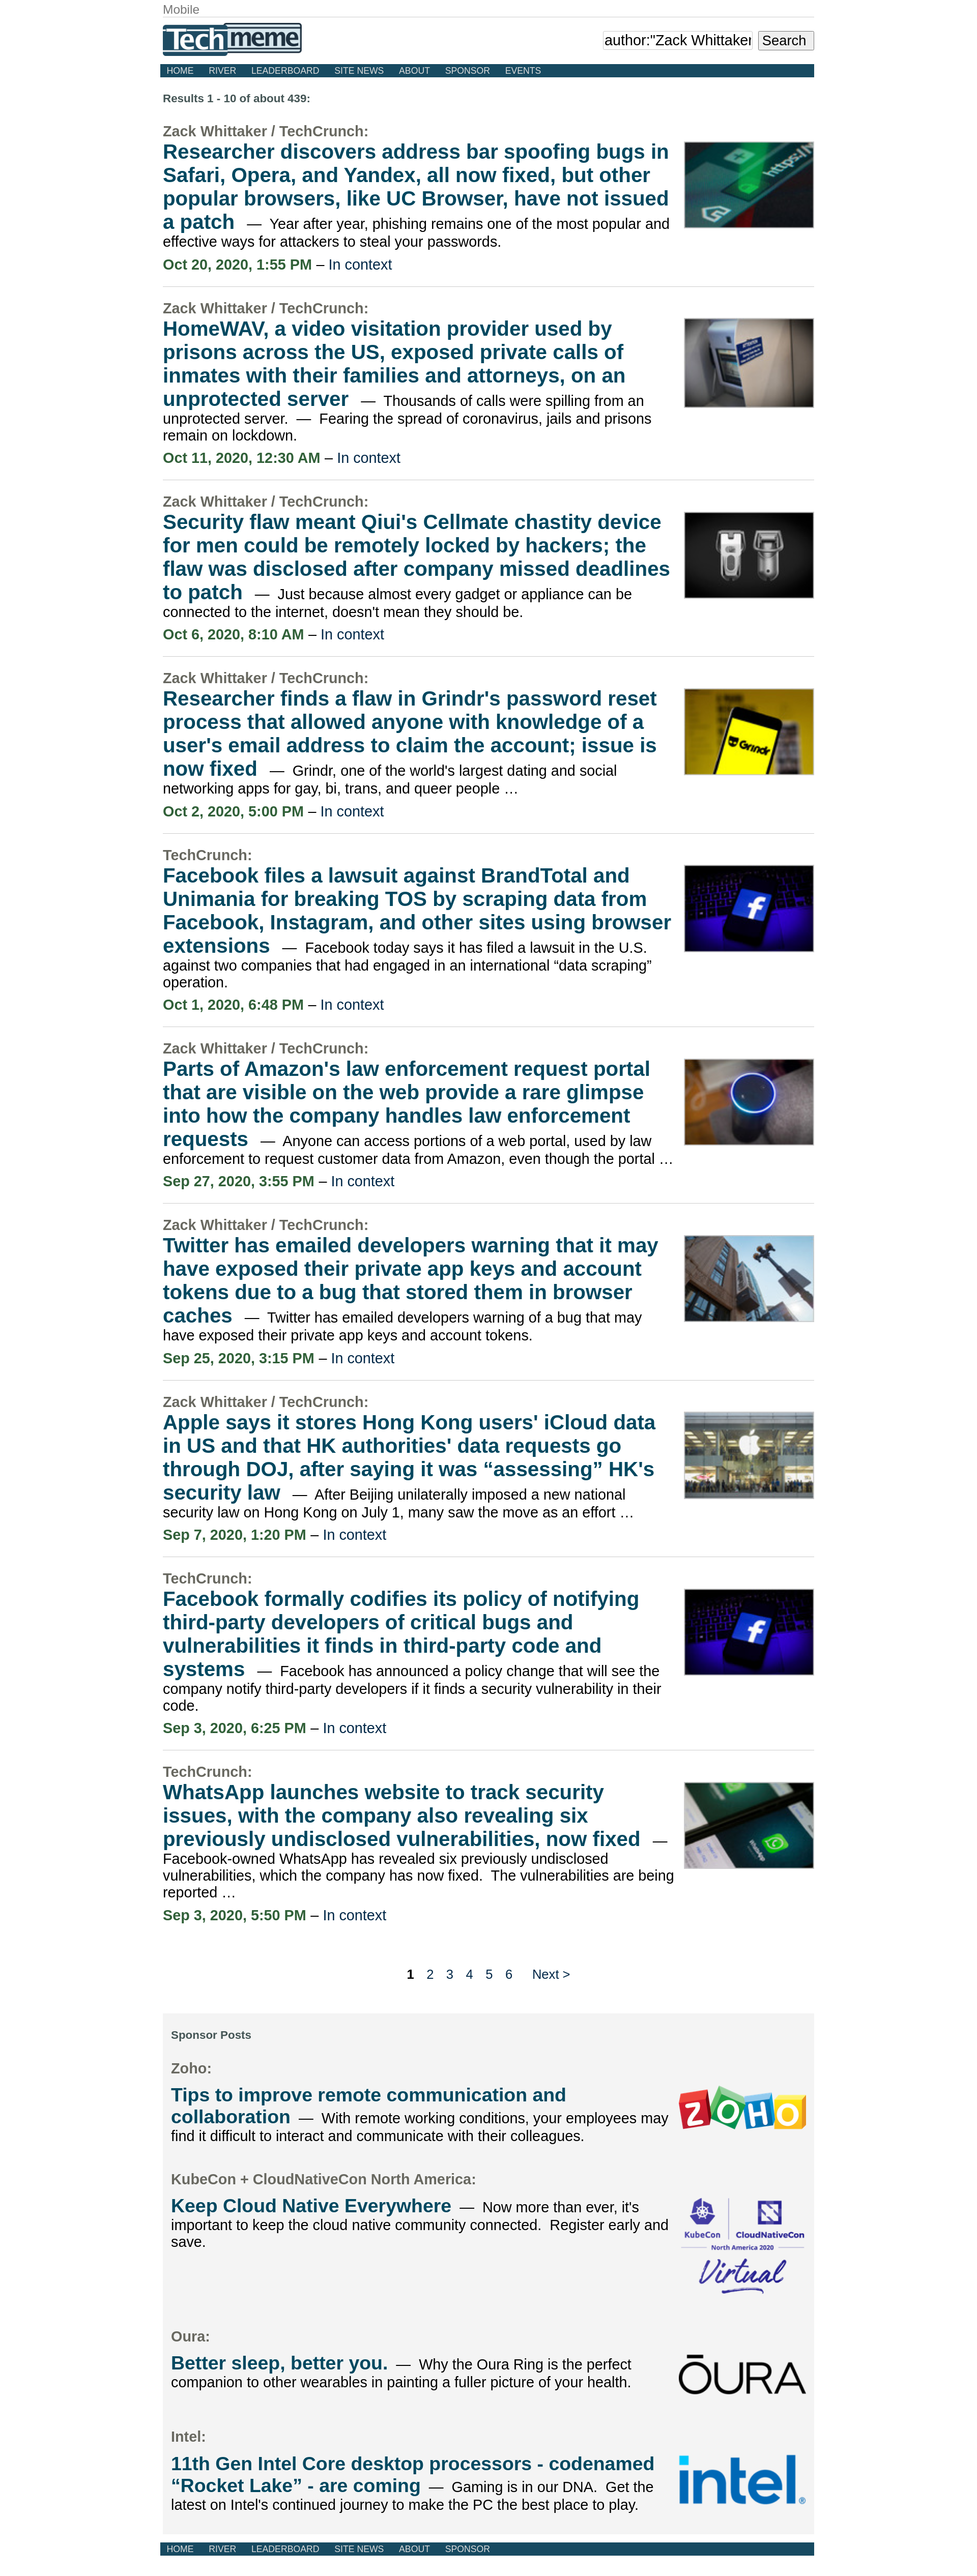 Mobile
Techmeme
author:"Zack Whittaker
Search
HOME RIVER LEADERBOARD SITE NEWS ABOUT SPONSOR EVENTS
Results 1 - 10 of about 439:
Zack Whittaker / TechCrunch:
Researcher discovers address bar spoofing bugs in
Safari, Opera, and Yandex, all now fixed, but other
popular browsers, like UC Browser, have not issued
a patch — Year after year, phishing remains one of the most popular and
effective ways for attackers to steal your passwords.
Oct 20, 2020, 1:55 PM – In context
https://
Zack Whittaker / TechCrunch:
HomeWAV, a video visitation provider used by
prisons across the US, exposed private calls of
inmates with their families and attorneys, on an
unprotected server — Thousands of calls were spilling from an
unprotected server. — Fearing the spread of coronavirus, jails and prisons
remain on lockdown.
Oct 11, 2020, 12:30 AM – In context
Zack Whittaker / TechCrunch:
Security flaw meant Qiui's Cellmate chastity device
for men could be remotely locked by hackers; the
flaw was disclosed after company missed deadlines
to patch — Just because almost every gadget or appliance can be
connected to the internet, doesn't mean they should be.
Oct 6, 2020, 8:10 AM – In context
Zack Whittaker / TechCrunch:
Researcher finds a flaw in Grindr's password reset
process that allowed anyone with knowledge of a
user's email address to claim the account; issue is
now fixed — Grindr, one of the world's largest dating and social
networking apps for gay, bi, trans, and queer people …
Oct 2, 2020, 5:00 PM – In context
Grindr
TechCrunch:
Facebook files a lawsuit against BrandTotal and
Unimania for breaking TOS by scraping data from
Facebook, Instagram, and other sites using browser
extensions — Facebook today says it has filed a lawsuit in the U.S.
against two companies that had engaged in an international “data scraping”
operation.
Oct 1, 2020, 6:48 PM – In context
Zack Whittaker / TechCrunch:
Parts of Amazon's law enforcement request portal
that are visible on the web provide a rare glimpse
into how the company handles law enforcement
requests — Anyone can access portions of a web portal, used by law
enforcement to request customer data from Amazon, even though the portal …
Sep 27, 2020, 3:55 PM – In context
Zack Whittaker / TechCrunch:
Twitter has emailed developers warning that it may
have exposed their private app keys and account
tokens due to a bug that stored them in browser
caches — Twitter has emailed developers warning of a bug that may
have exposed their private app keys and account tokens.
Sep 25, 2020, 3:15 PM – In context
Zack Whittaker / TechCrunch:
Apple says it stores Hong Kong users' iCloud data
in US and that HK authorities' data requests go
through DOJ, after saying it was “assessing” HK's
security law — After Beijing unilaterally imposed a new national
security law on Hong Kong on July 1, many saw the move as an effort …
Sep 7, 2020, 1:20 PM – In context
TechCrunch:
Facebook formally codifies its policy of notifying
third-party developers of critical bugs and
vulnerabilities it finds in third-party code and
systems — Facebook has announced a policy change that will see the
company notify third-party developers if it finds a security vulnerability in their
code.
Sep 3, 2020, 6:25 PM – In context
TechCrunch:
WhatsApp launches website to track security
issues, with the company also revealing six
previously undisclosed vulnerabilities, now fixed —
Facebook-owned WhatsApp has revealed six previously undisclosed
vulnerabilities, which the company has now fixed. The vulnerabilities are being
reported …
Sep 3, 2020, 5:50 PM – In context
WhatsApp
1 2 3 4 5 6 Next >
Sponsor Posts
Zoho:
Tips to improve remote communication and
collaboration — With remote working conditions, your employees may
find it difficult to interact and communicate with their colleagues.
ZOHO
KubeCon + CloudNativeCon North America:
Keep Cloud Native Everywhere — Now more than ever, it's
important to keep the cloud native community connected. Register early and
save.
KubeCon CloudNativeCon
North America 2020
Virtual
Oura:
Better sleep, better you. — Why the Oura Ring is the perfect
companion to other wearables in painting a fuller picture of your health.
ŌURA
Intel:
11th Gen Intel Core desktop processors - codenamed
“Rocket Lake” - are coming — Gaming is in our DNA. Get the
latest on Intel's continued journey to make the PC the best place to play.
intel®
HOME RIVER LEADERBOARD SITE NEWS ABOUT SPONSOR